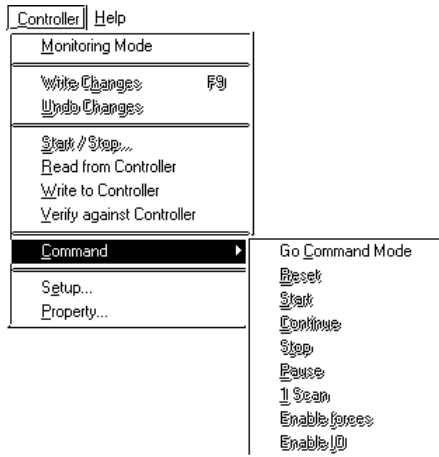 Controller Help
Monitoring Mode
Write Changes F9
Undo Changes
Start / Stop...
Read from Controller
Write to Controller
Verify against Controller
Command
Setup...
Property...
Go Command Mode
Reset
Start
Continue
Stop
Pause
1 Scan
Enable forces
Enable I/O